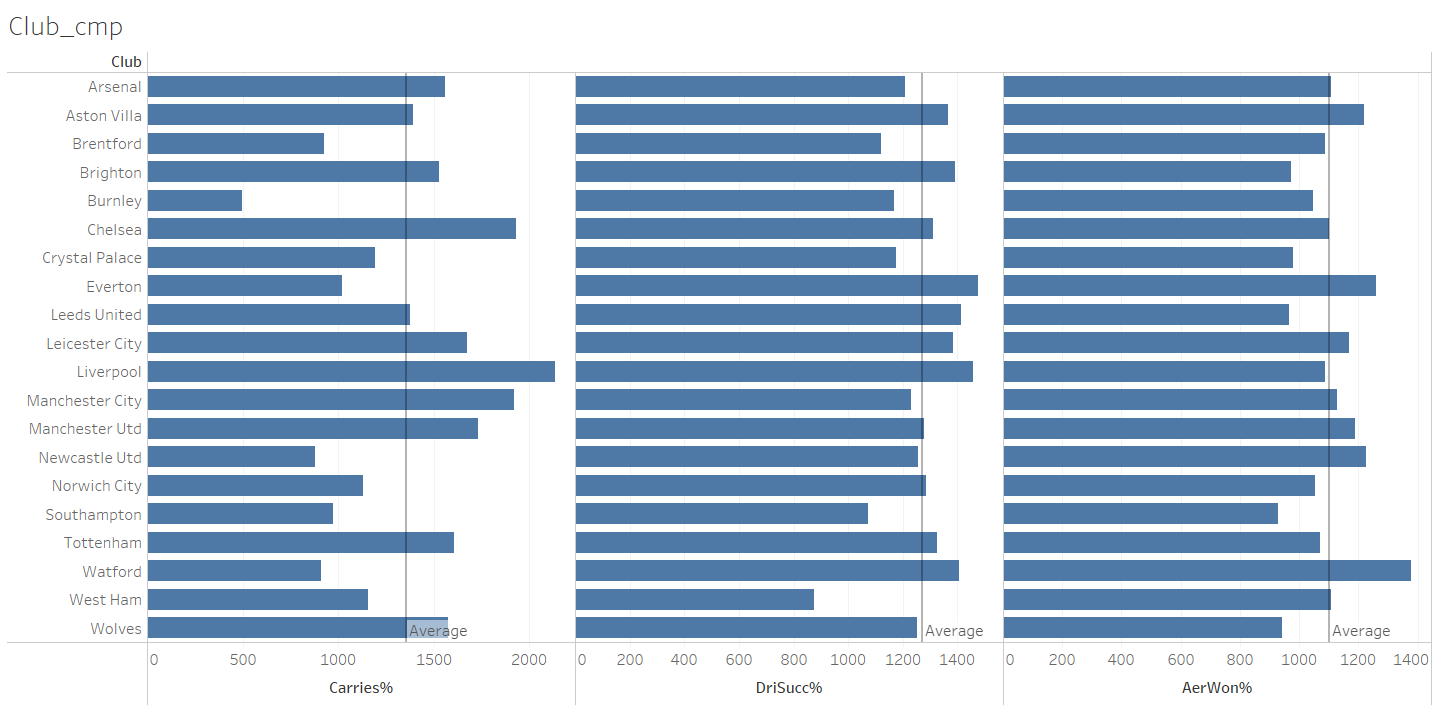 Club_cmp
Club
Arsenal
Aston Villa
Brentford
Brighton
Burnley
Chelsea
Crystal Palace
Everton
Leeds United
Leicester City
Liverpool
Manchester City
Manchester Utd
Newcastle Utd
Norwich City
Southampton
Tottenham
Watford
West Ham
Wolves
Average Average Average
0 500 1000 1500 2000 0 200 400 600 800 1000 1200 1400 0 200 400 600 800 1000 1200 1400
Carries% DriSucc% AerWon%